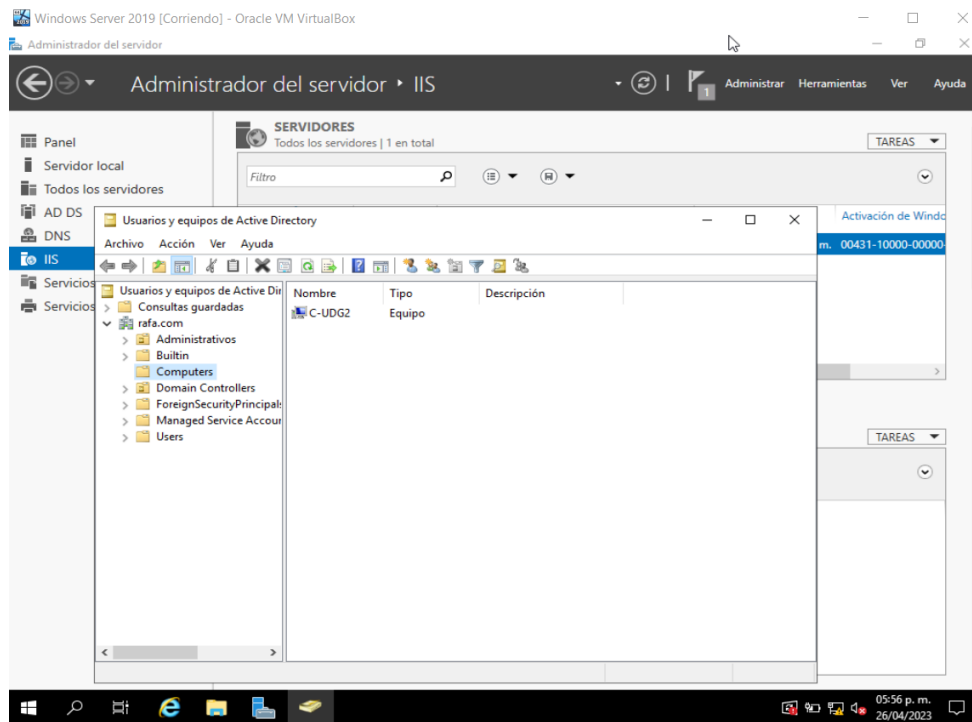 Windows Server 2019 [Corriendo] - Oracle VM VirtualBox
Administrador del servidor
Administrador del servidor ‣ IIS
1
Administrar Herramientas Ver Ayuda
Panel
Servidor local
Todos los servidores
AD DS
DNS
IIS
Servicios
Servicios
SERVIDORES
Todos los servidores | 1 en total
TAREAS
Filtro
Activación de Windo
m. 00431-10000-00000-
Usuarios y equipos de Active Directory
Archivo Acción Ver Ayuda
Usuarios y equipos de Active Dir
Consultas guardadas
rafa.com
Administrativos
Builtin
Computers
Domain Controllers
ForeignSecurityPrincipals
Managed Service Accour
Users
Nombre Tipo Descripción
C-UDG2 Equipo
TAREAS
05:56 p. m.
26/04/2023